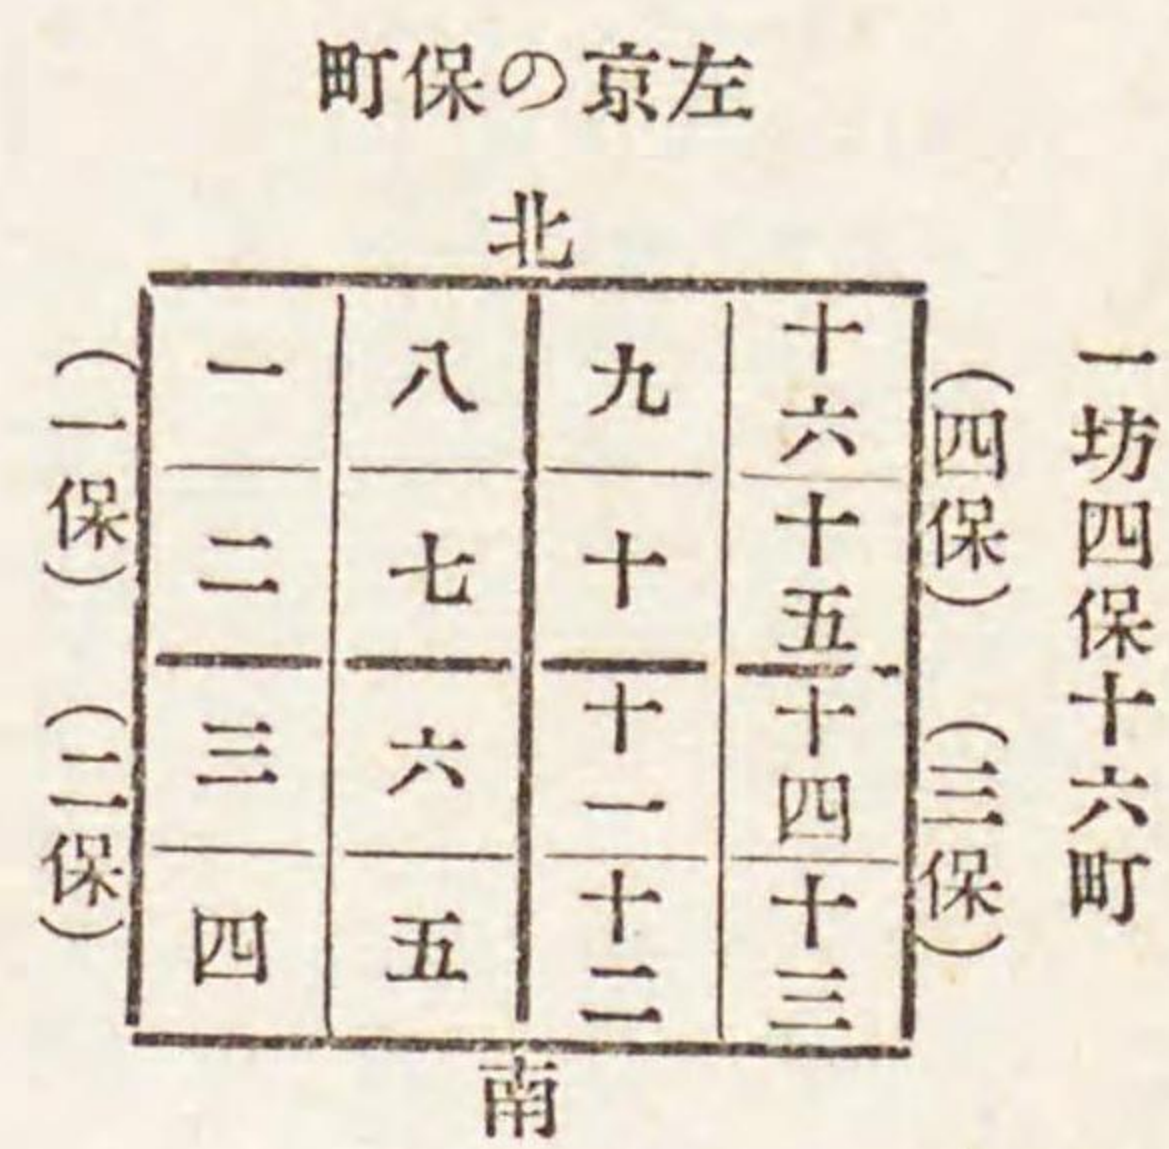 左京の保町
北
一坊四保十六町
(四保)
(三保)
十六
十五
十四
十三
九
十
十一
十二
八
七
六
五
一
二
三
四
(一保)
(二保)
南